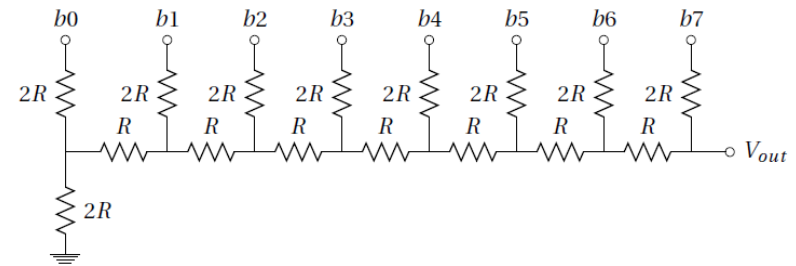 b0 b1 b2 b3 b4 b5 b6 b7
2R 2R 2R 2R 2R 2R 2R 2R
R R R R R R R
Vout
2R